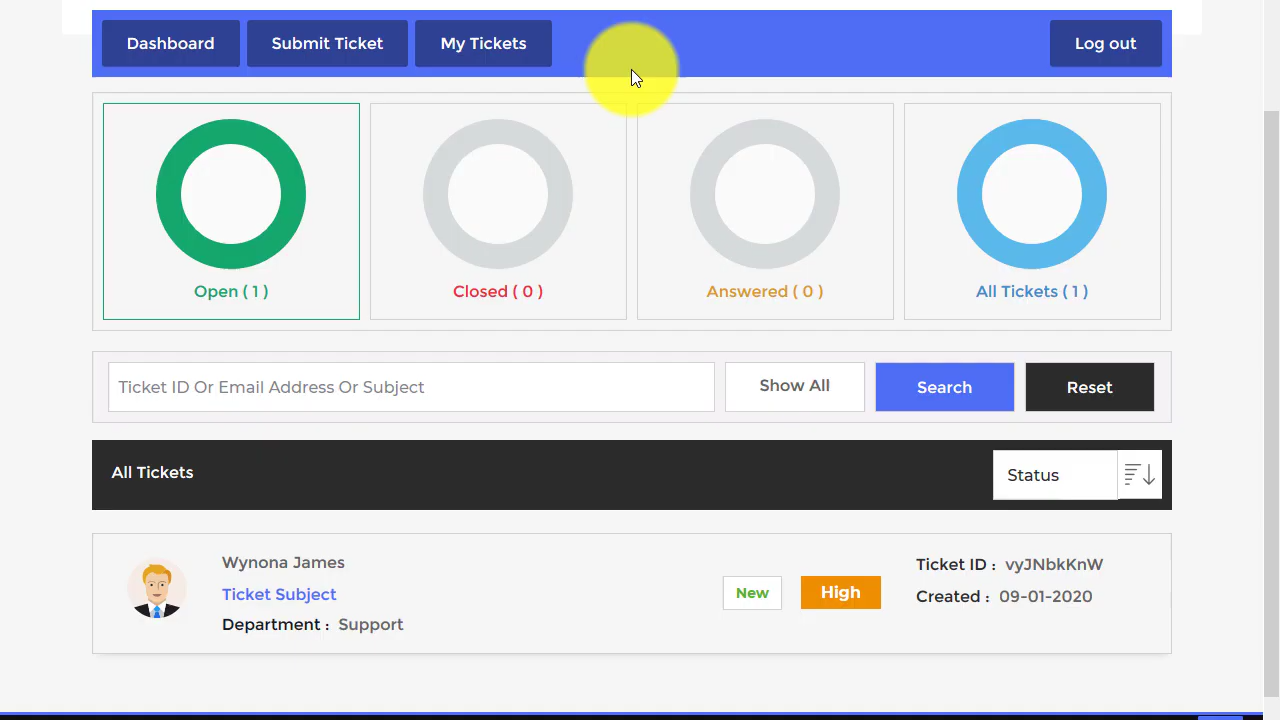 Dashboard
Submit Ticket
My Tickets
Log out
Open ( 1 )
Closed ( 0 )
Answered ( 0 )
All Tickets ( 1 )
Ticket ID Or Email Address Or Subject
Show All
Search
Reset
All Tickets
Status
Wynona James
Ticket Subject
Department : Support
New
High
Ticket ID : vyJNbkKnW
Created : 09-01-2020